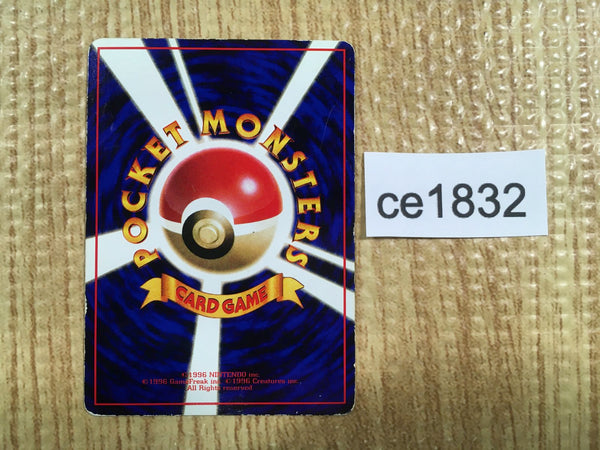 POCKET MONSTERS
CARD GAME
©1996 NINTENDO inc.
©1996 GameFreak inc. ©1996 Creatures inc.,
All Rights reserved
ce1832